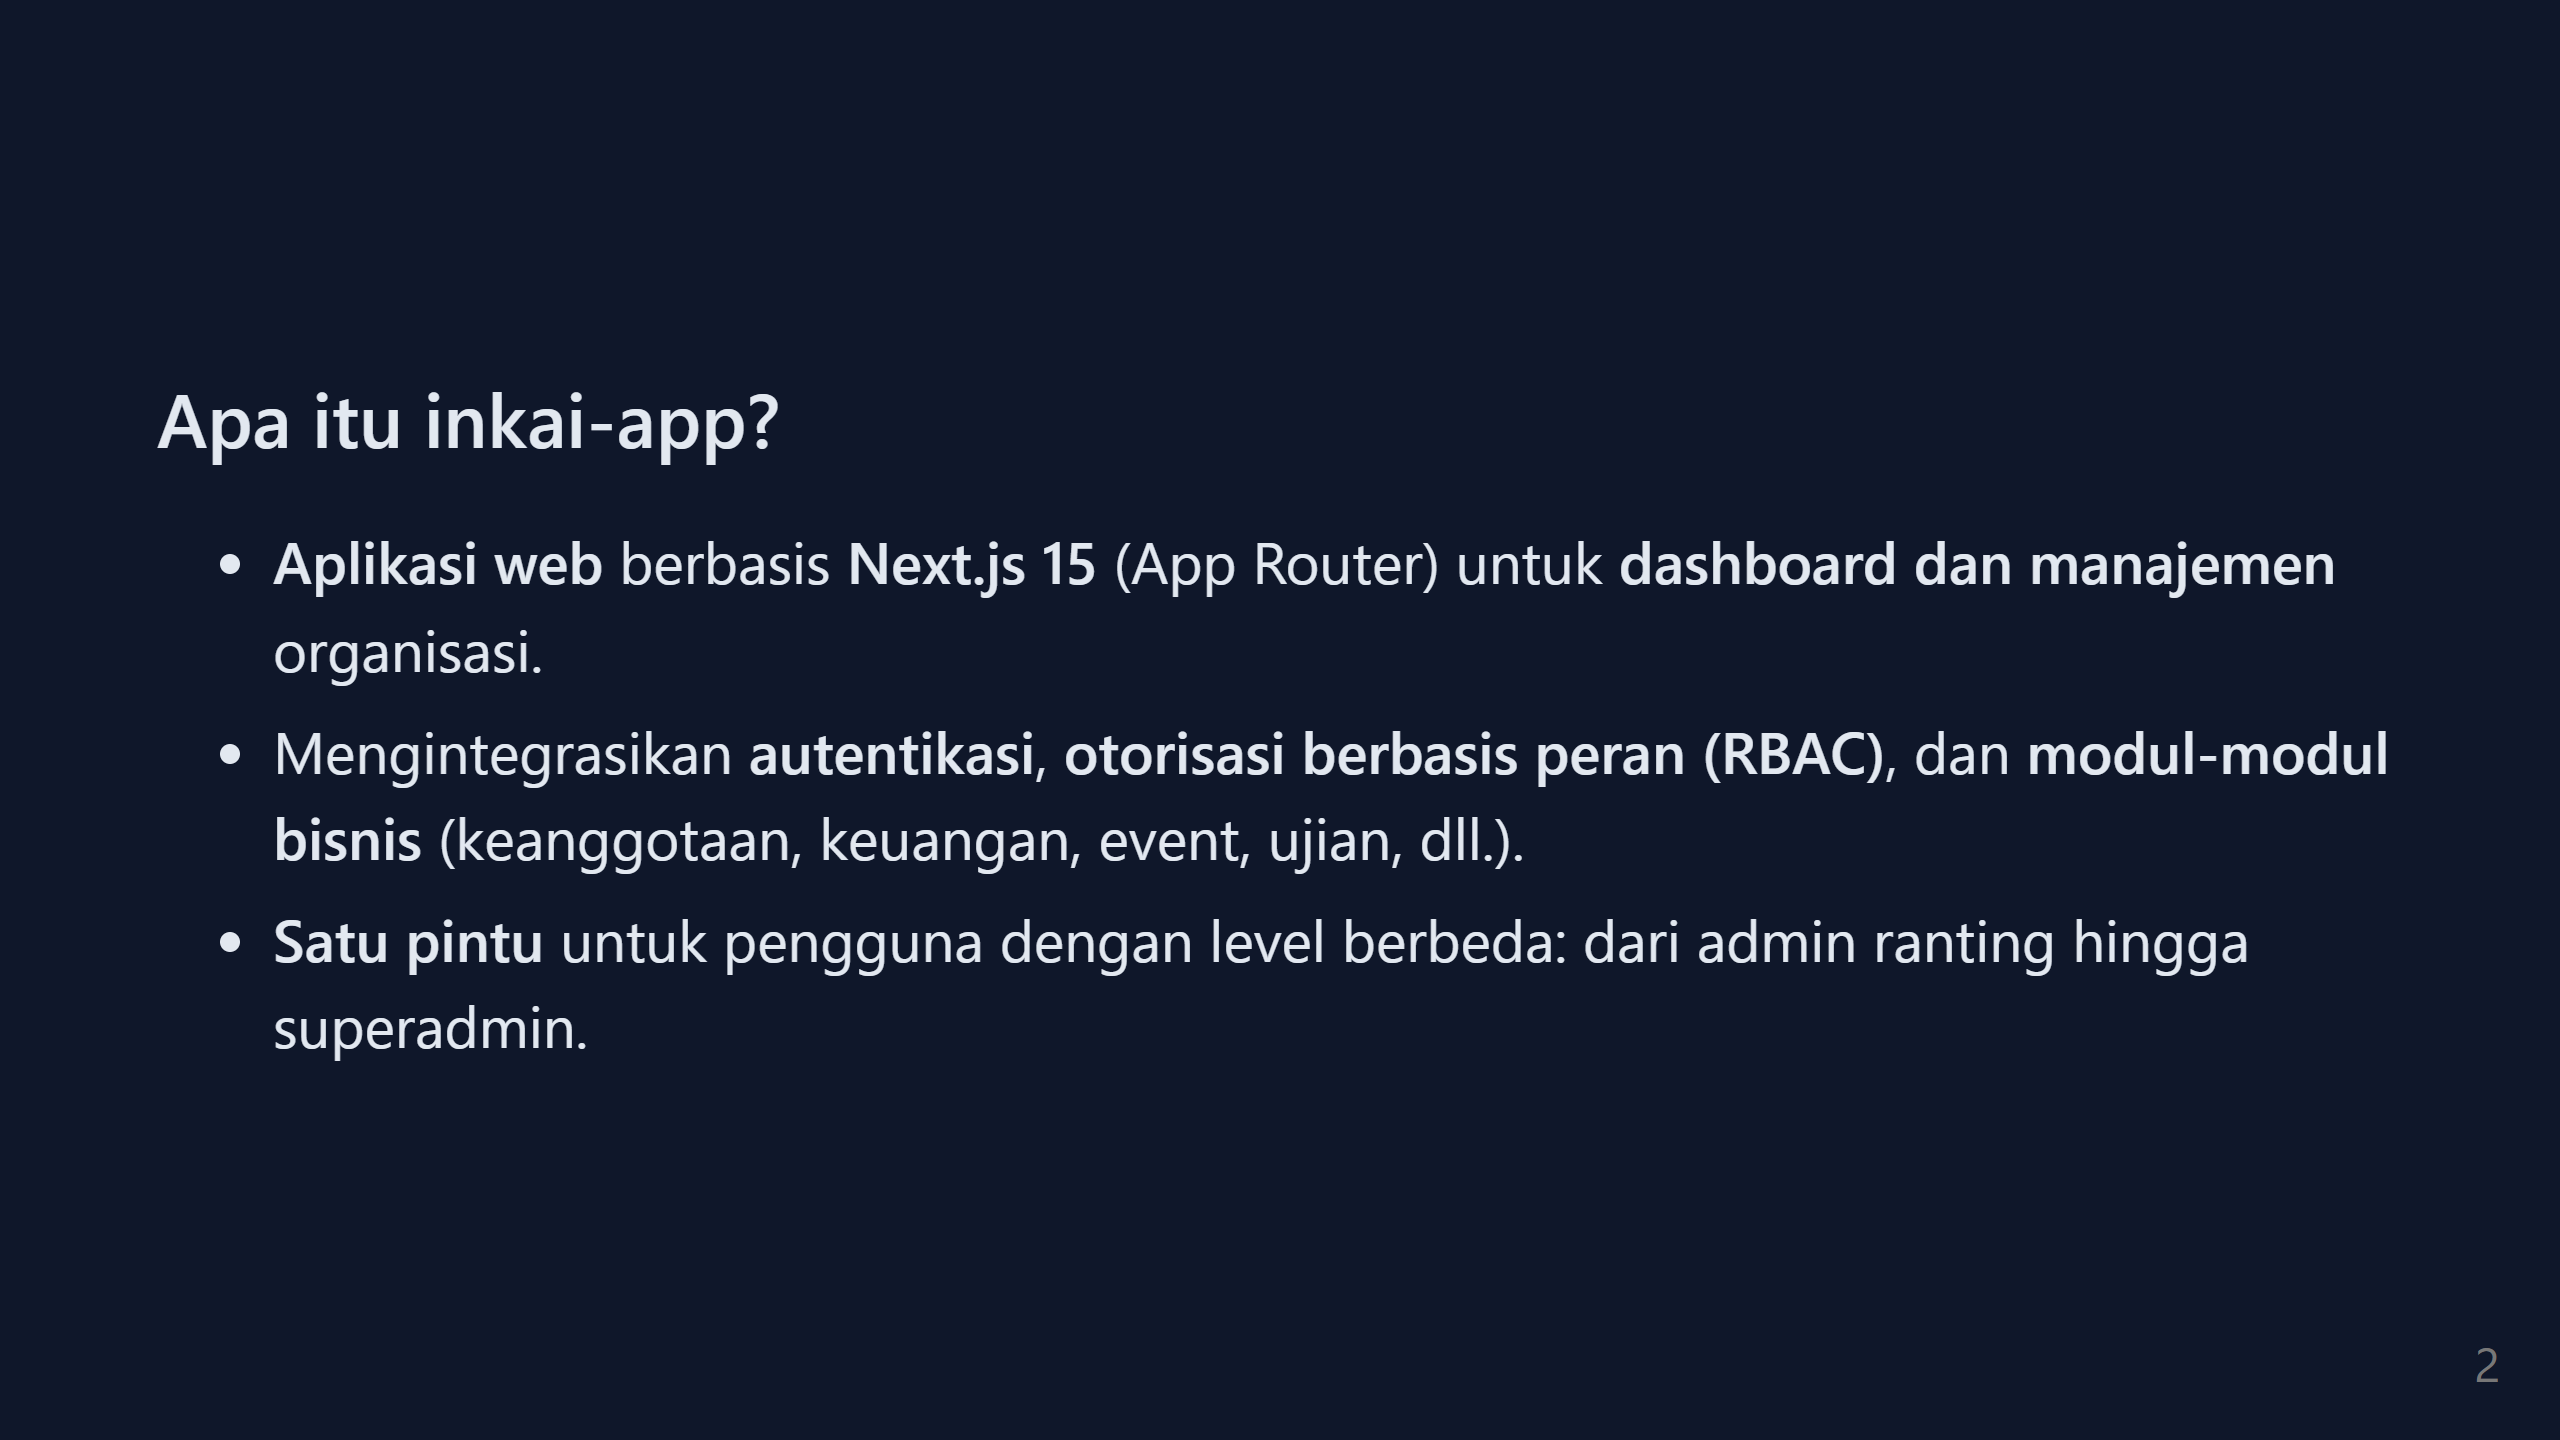 Apa itu inkai-app?
• Aplikasi web berbasis Next.js 15 (App Router) untuk dashboard dan manajemen
organisasi.
• Mengintegrasikan autentikasi, otorisasi berbasis peran (RBAC), dan modul-modul
bisnis (keanggotaan, keuangan, event, ujian, dll.).
• Satu pintu untuk pengguna dengan level berbeda: dari admin ranting hingga
superadmin.
2